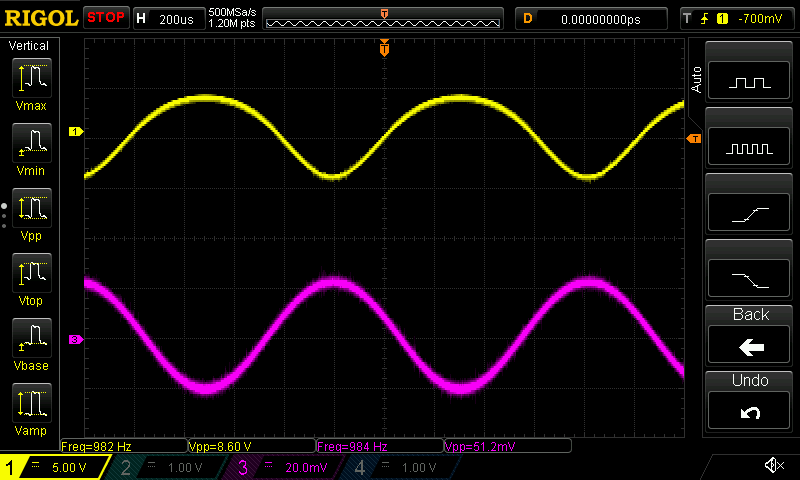 RIGOL STOP H 200us 500MSa/s 1.20M pts T D 0.00000000ps T 1 -700mV
Vertical
Vmax
Vmin
Vpp
Vtop
Vbase
Vamp
1
3
T
Auto
Back
Undo
Freq=982 Hz Vpp=8.60 V Freq=984 Hz Vpp=51.2mV
1 5.00 V 2 1.00 V 3 20.0mV 4 1.00 V